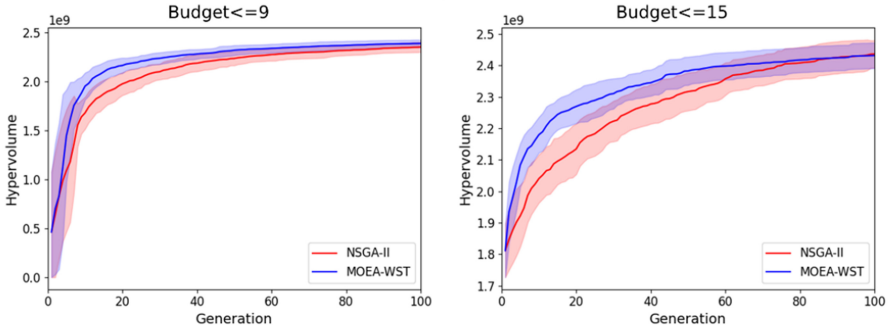 Budget<=9
1e9
2.5
2.0
1.5
1.0
0.5
0.0
Hypervolume
0 20 40 60 80 100
Generation
NSGA-II
MOEA-WST
Budget<=15
1e9
2.5
2.4
2.3
2.2
2.1
2.0
1.9
1.8
1.7
Hypervolume
0 20 40 60 80 100
Generation
NSGA-II
MOEA-WST